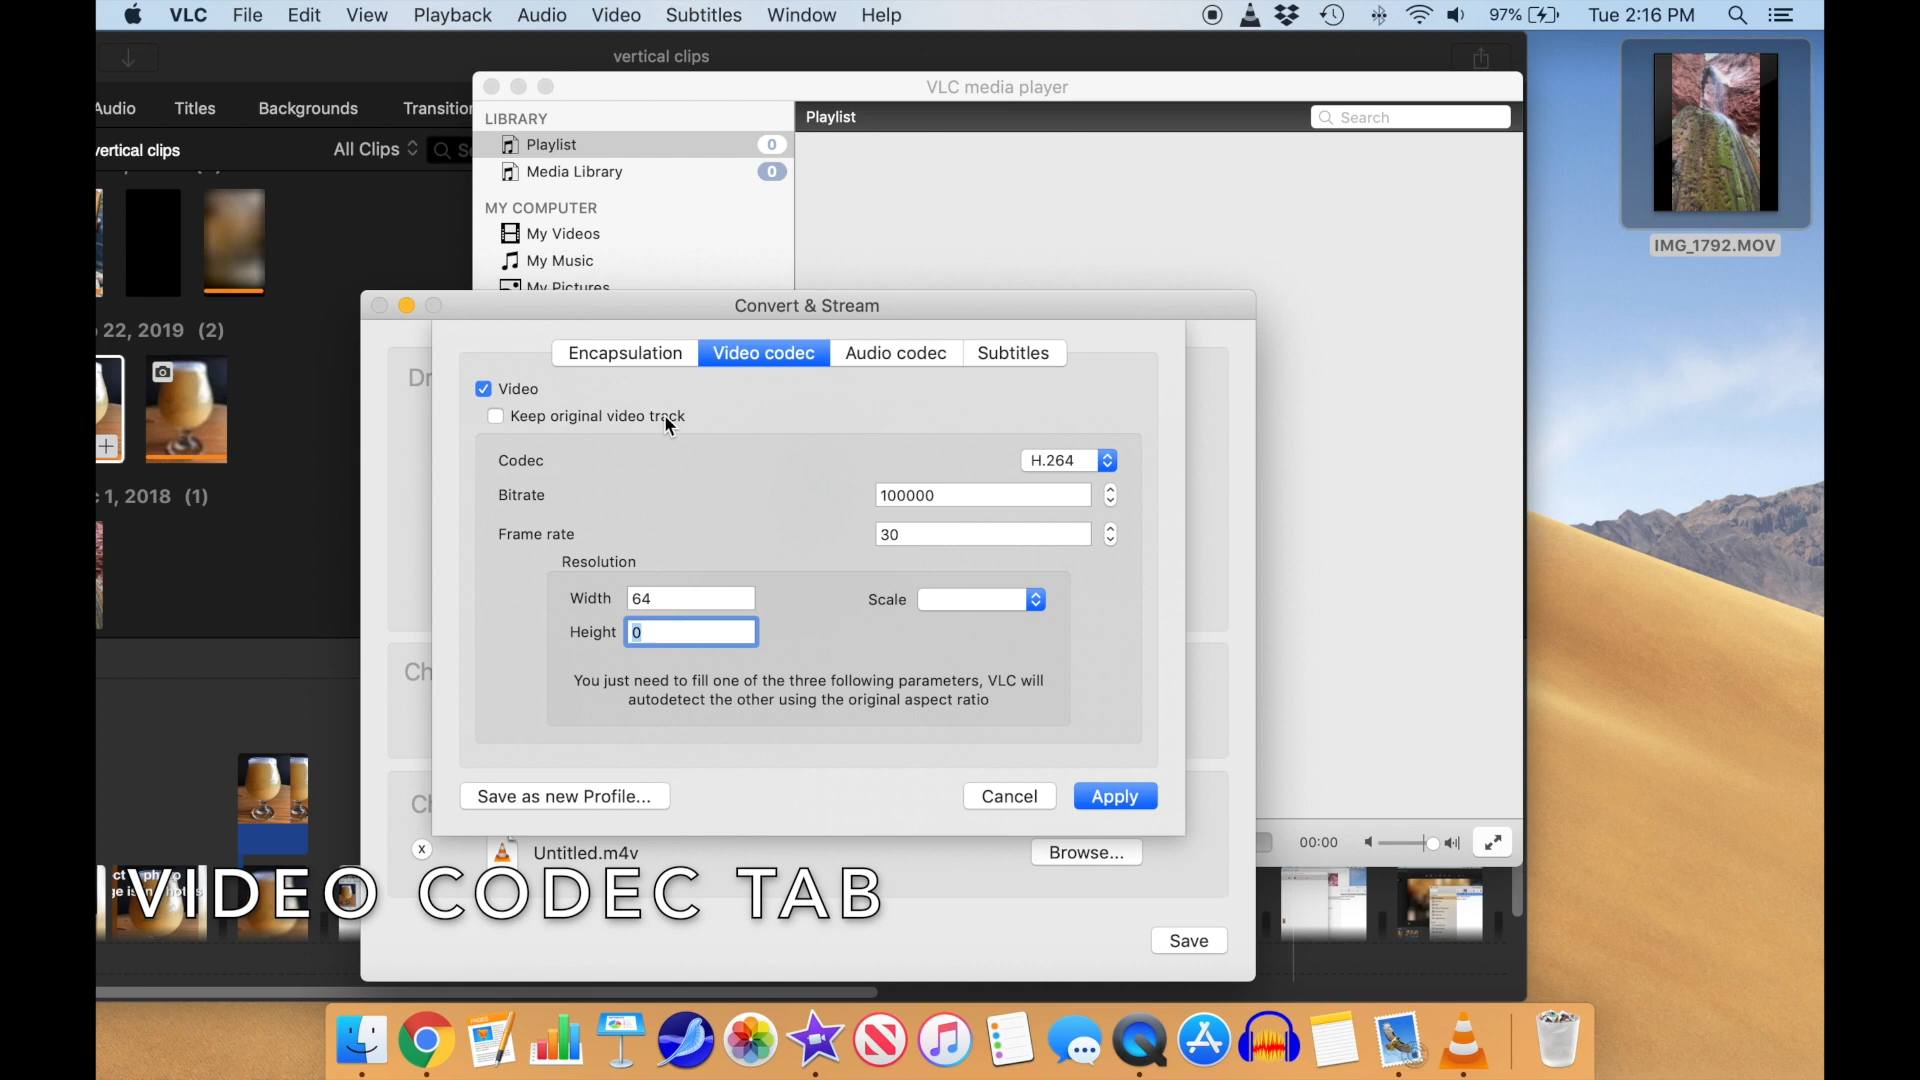 VLC File Edit View Playback Audio Video Subtitles Window Help 97% Tue 2:16 PM
vertical clips
VLC media player
Audio Titles Backgrounds
LIBRARY
Playlist
Search
Playlist 0
vertical clips All Clips
Media Library 0
MY COMPUTER
My Videos
My Music
My Pictures
IMG_1792.MOV
Convert & Stream
22, 2019 (2)
Encapsulation Video codec Audio codec Subtitles
Video
Keep original video track
Codec H.264
Bitrate 100000
1, 2018 (1)
Frame rate 30
Resolution
Width 64 Scale
Height 0
You just need to fill one of the three following parameters, VLC will
autodetect the other using the original aspect ratio
Save as new Profile... Cancel Apply
x Untitled.m4v Browse...
00:00
VIDEO CODEC TAB
Save
PAGES